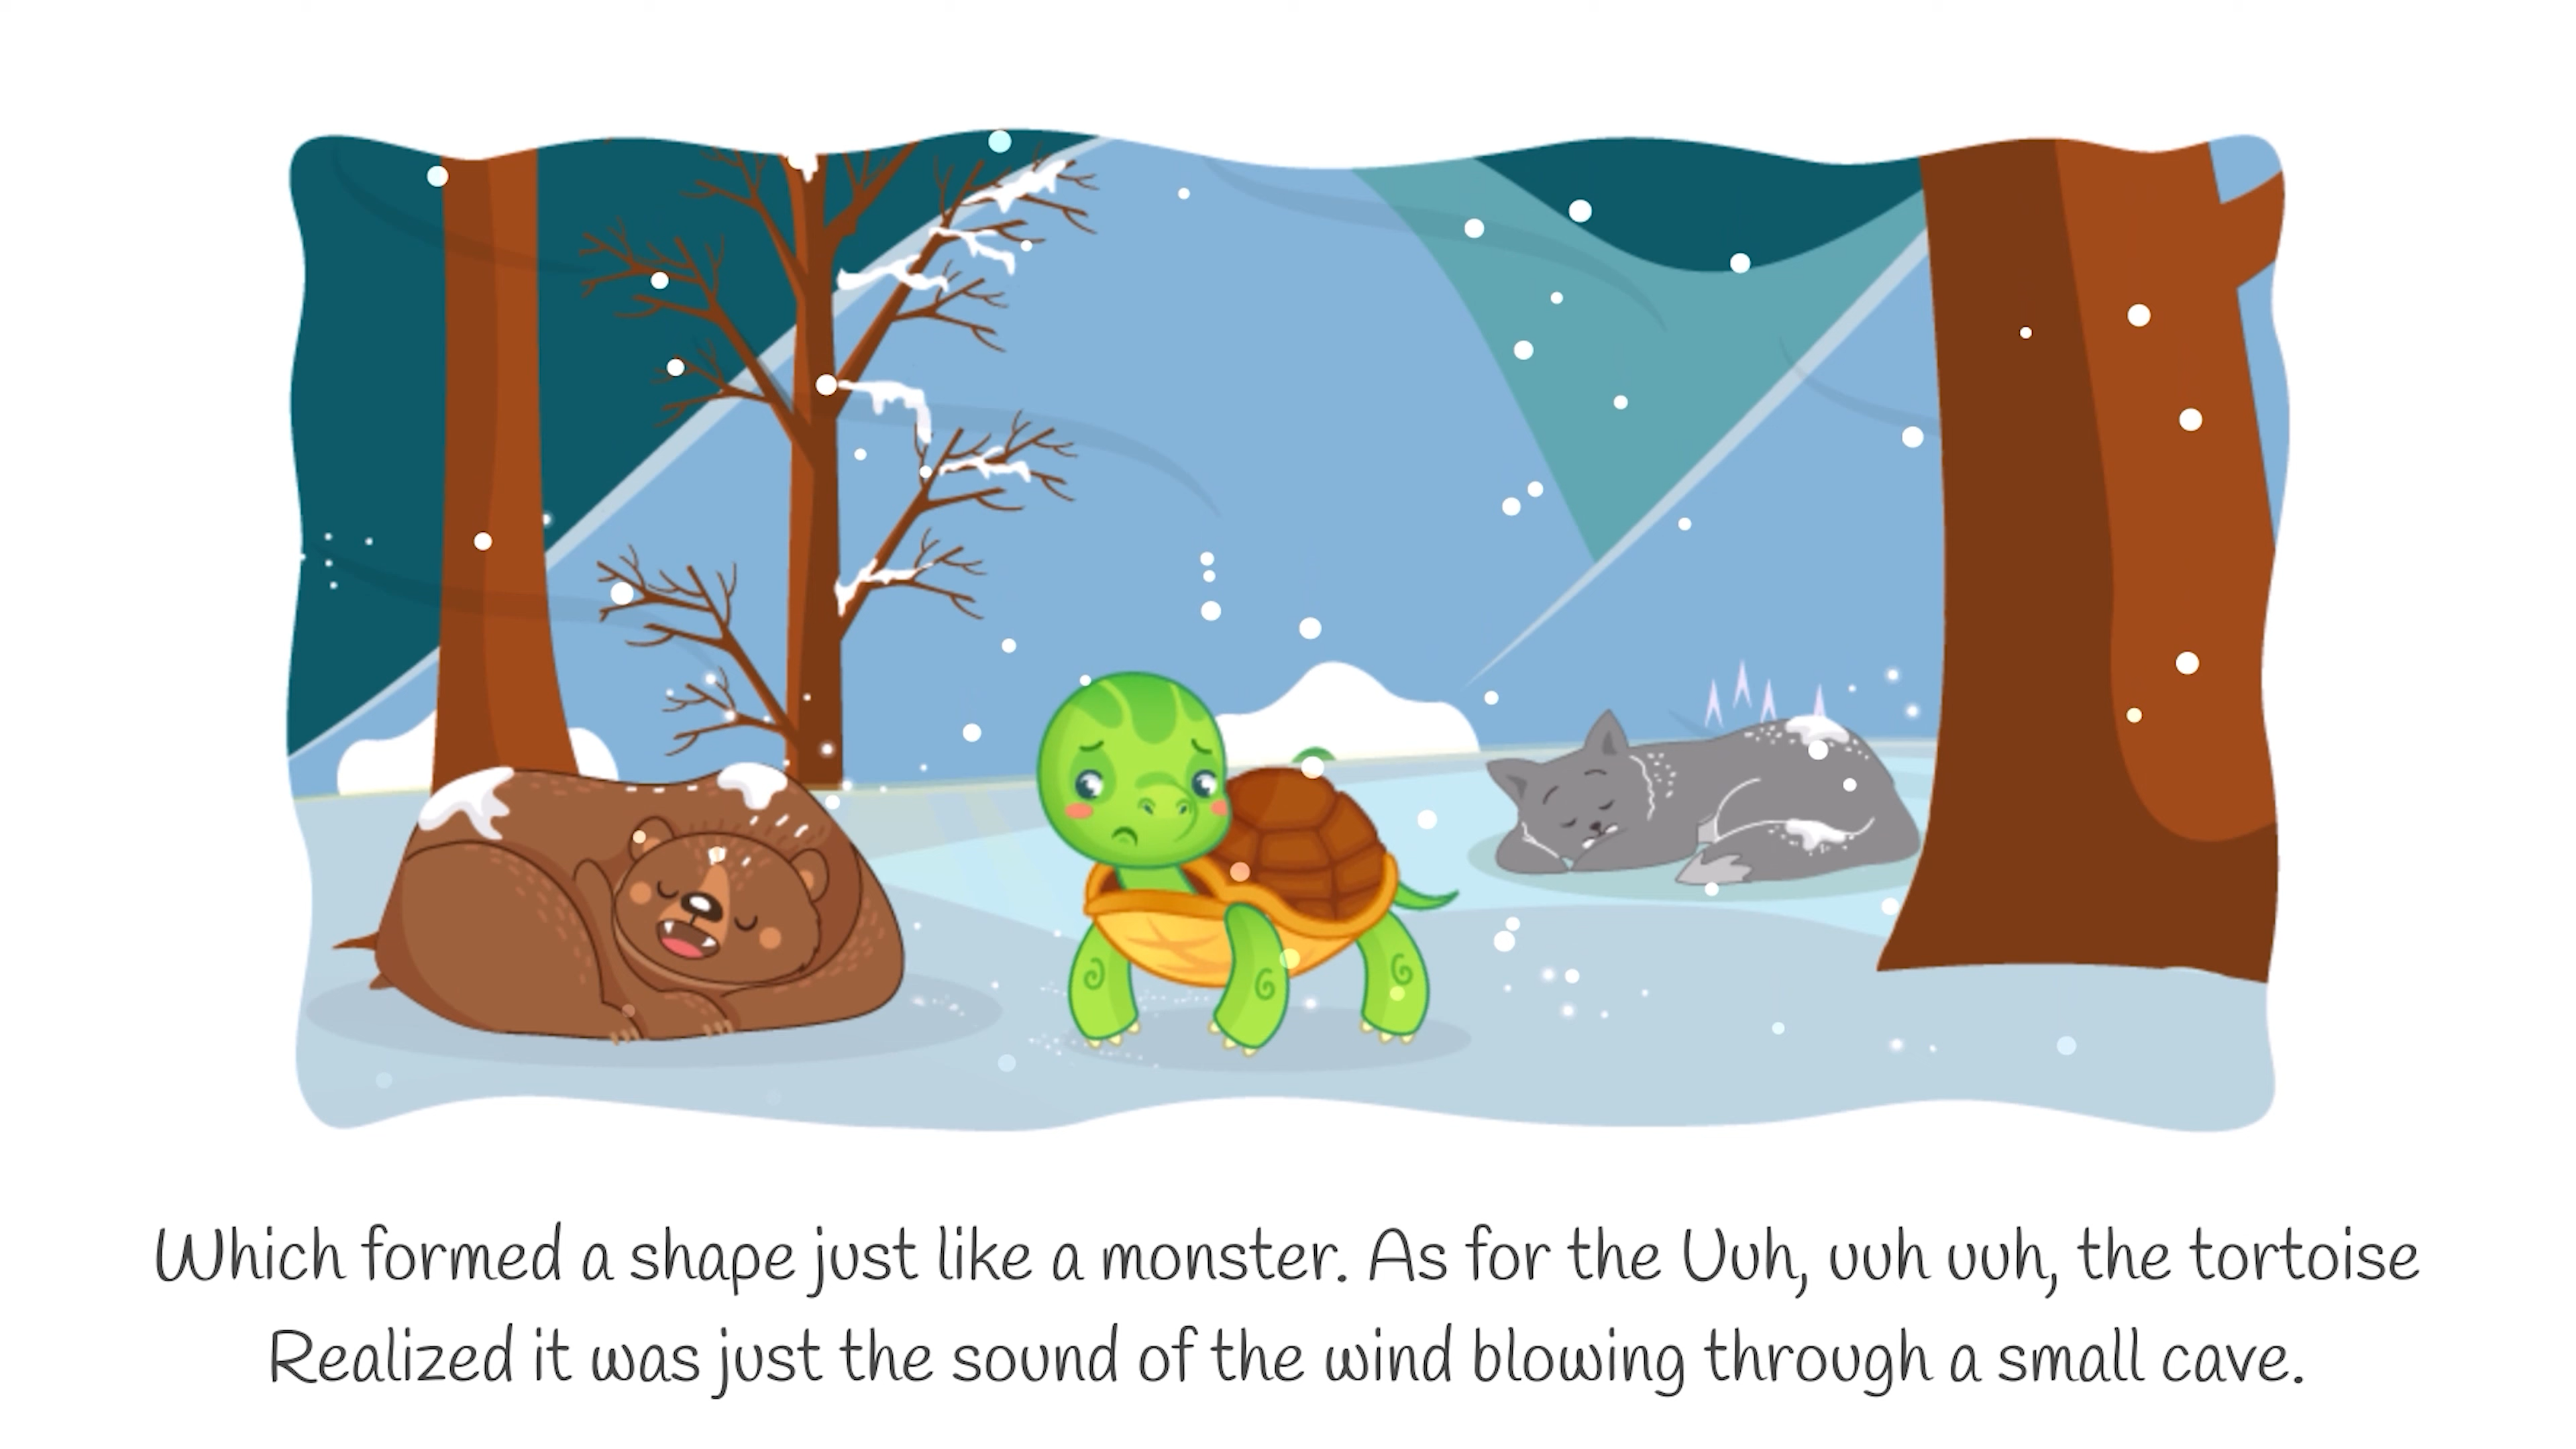 Which formed a shape just like a monster. As for the Uuh, uuh uuh, the tortoise
Realized it was just the sound of the wind blowing through a small cave.